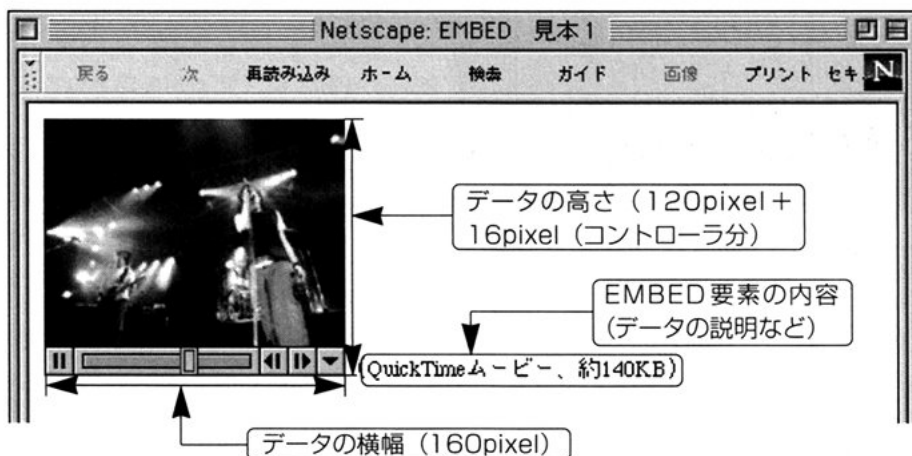 Netscape: EMBED 見本1
戻る 次 再読み込み ホーム 検索 ガイド 画像 プリント セキ N
データの高さ（120pixel＋
16pixel（コントローラ分）
EMBED要素の内容
（データの説明など）
(QuickTimeムービー、約140KB)
データの横幅（160pixel）